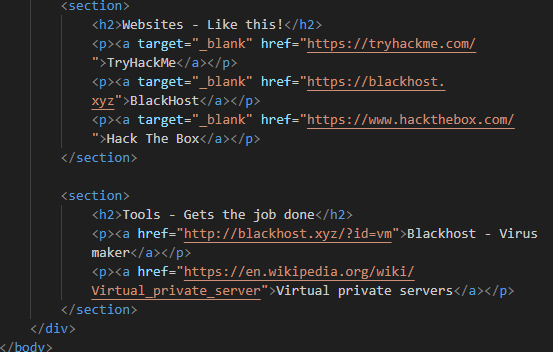 <section>
<h2>Websites - Like this!</h2>
<p><a target="_blank" href="https://tryhackme.com/
">TryHackMe</a></p>
<p><a target="_blank" href="https://blackhost.
xyz">BlackHost</a></p>
<p><a target="_blank" href="https://www.hackthebox.com/
">Hack The Box</a></p>
</section>
<section>
<h2>Tools - Gets the job done</h2>
<p><a href="http://blackhost.xyz/?id=vm">Blackhost - Virus
maker</a></p>
<p><a href="https://en.wikipedia.org/wiki/
Virtual_private_server">Virtual private servers</a></p>
</section>
</div>
</body>